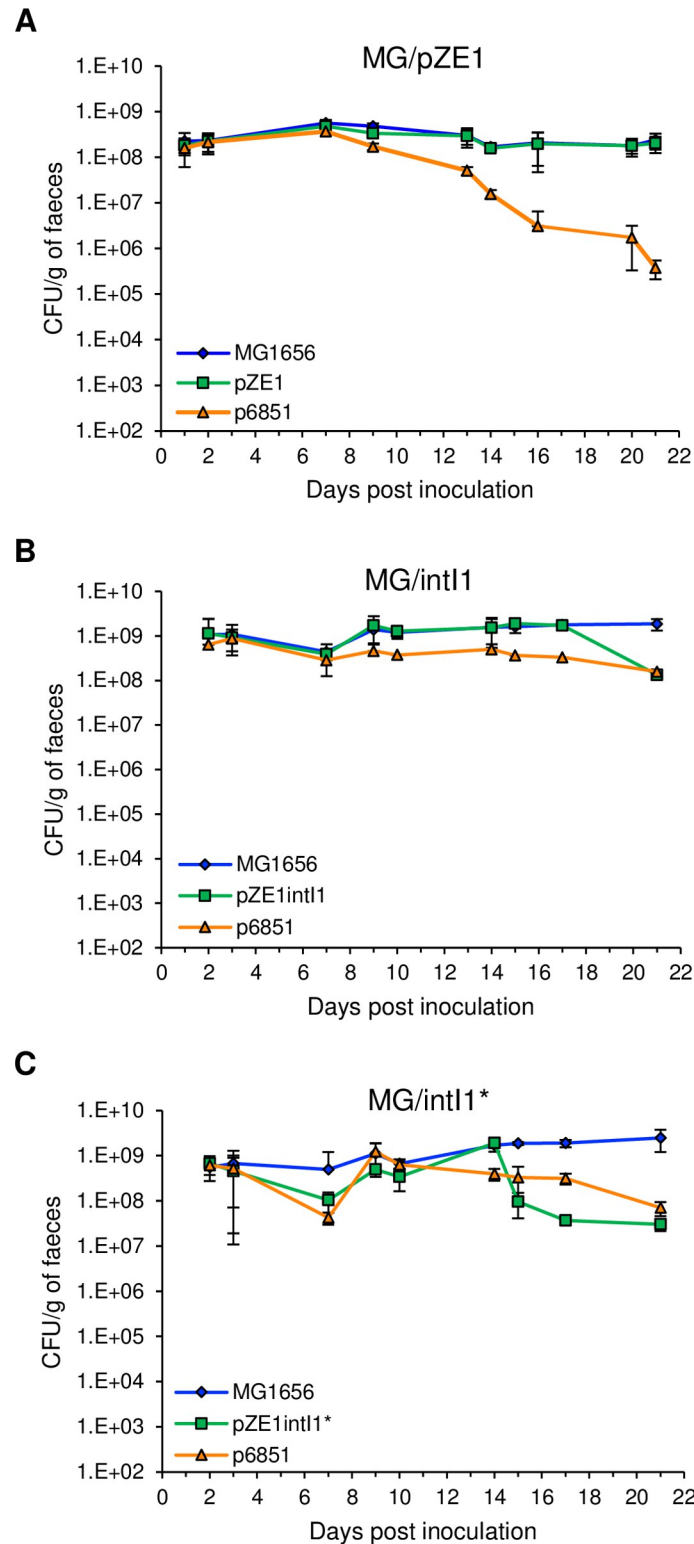 A
MG/pZE1
CFU/g of faeces
1.E+10
1.E+09
1.E+08
1.E+07
1.E+06
1.E+05
1.E+04
1.E+03
1.E+02
MG1656
pZE1
p6851
0 2 4 6 8 10 12 14 16 18 20 22
Days post inoculation
B
MG/intI1
CFU/g of faeces
1.E+10
1.E+09
1.E+08
1.E+07
1.E+06
1.E+05
1.E+04
1.E+03
1.E+02
MG1656
pZE1intI1
p6851
0 2 4 6 8 10 12 14 16 18 20 22
Days post inoculation
C
MG/intI1*
CFU/g of faeces
1.E+10
1.E+09
1.E+08
1.E+07
1.E+06
1.E+05
1.E+04
1.E+03
1.E+02
MG1656
pZE1intI1*
p6851
0 2 4 6 8 10 12 14 16 18 20 22
Days post inoculation